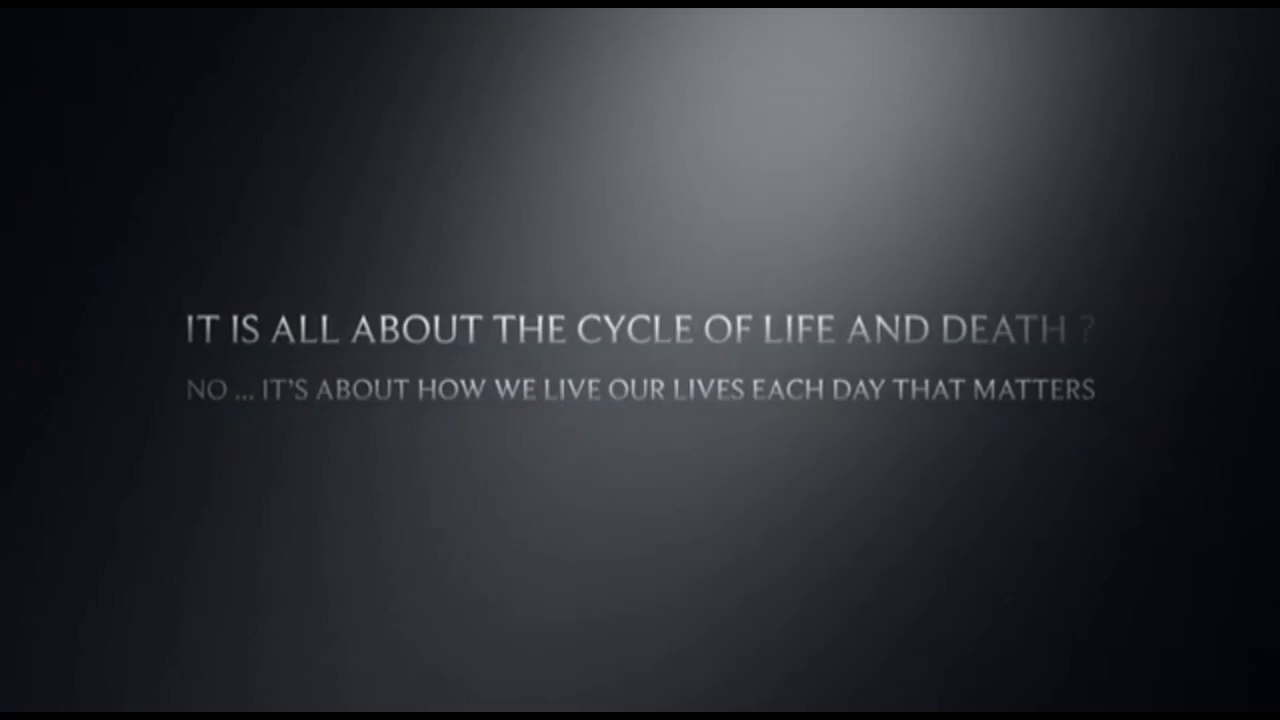 IT IS ALL ABOUT THE CYCLE OF LIFE AND DEATH ?
NO ... IT'S ABOUT HOW WE LIVE OUR LIVES EACH DAY THAT MATTERS